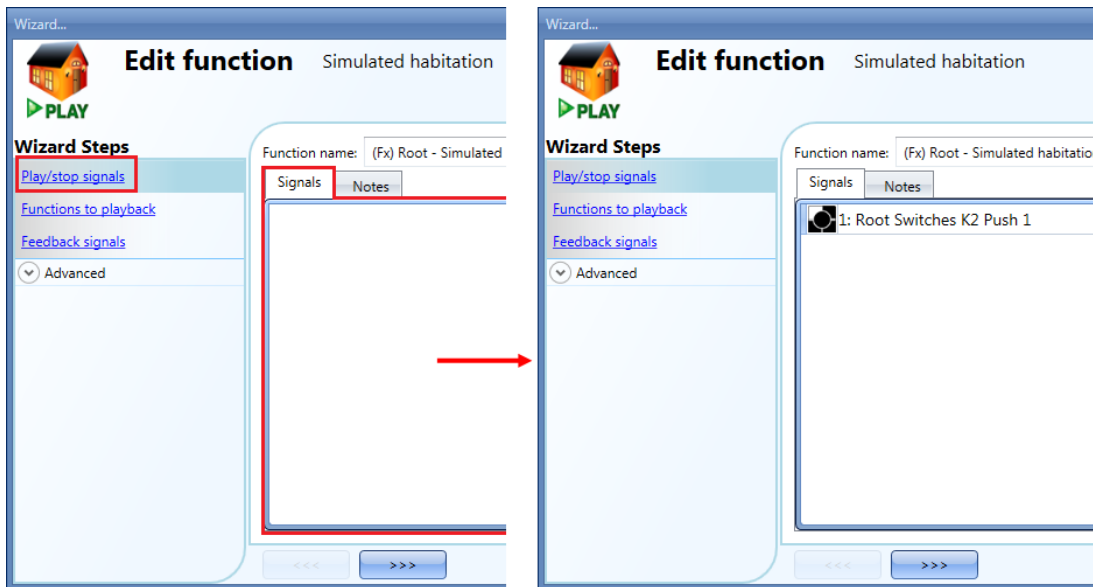 Wizard...
Edit function Simulated habitation
PLAY
Wizard Steps
Play/stop signals
Functions to playback
Feedback signals
Advanced
Function name: (Fx) Root - Simulated
Signals Notes
<<< >>>
Wizard...
Edit function Simulated habitation
PLAY
Wizard Steps
Play/stop signals
Functions to playback
Feedback signals
Advanced
Function name: (Fx) Root - Simulated habitatio
Signals Notes
1: Root Switches K2 Push 1
<<< >>>